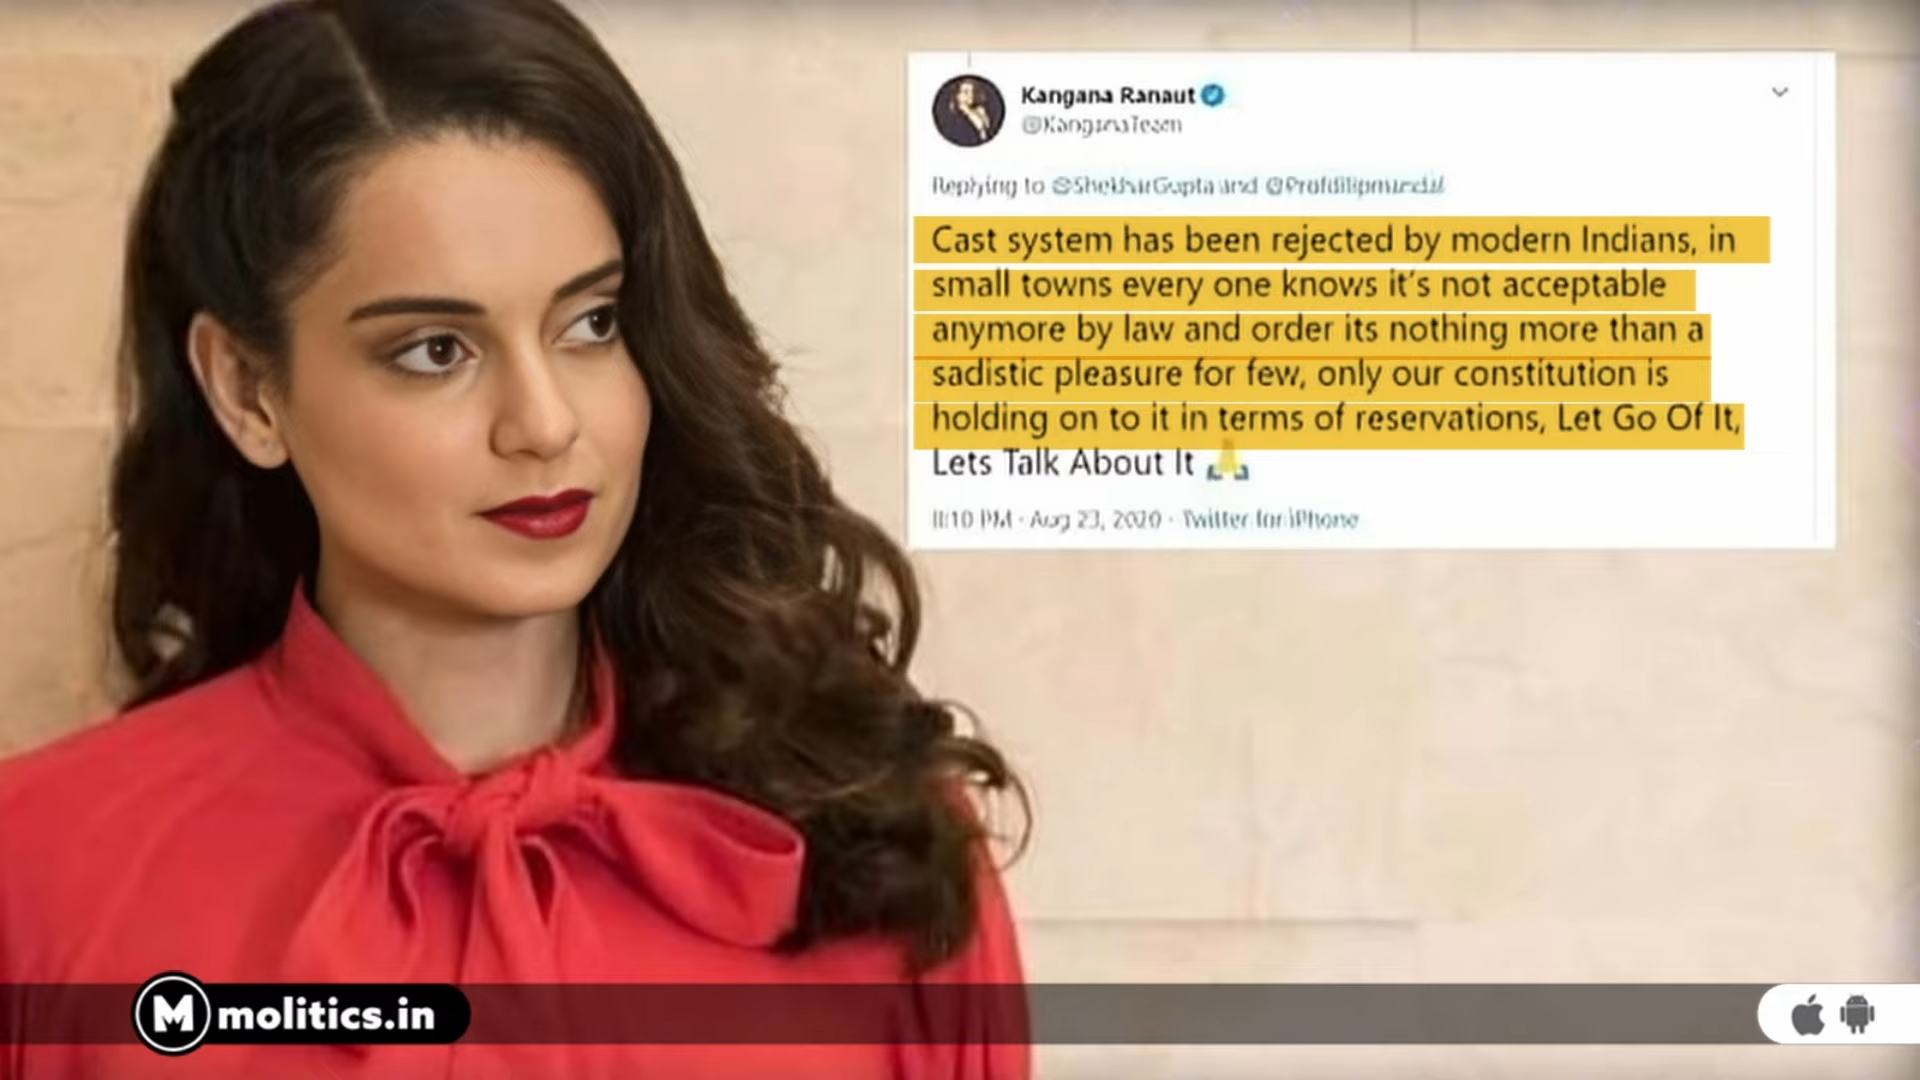 Kangana Ranaut
@KanganaTeam
Replying to @ShekharGupta and @Profdilipmandal
Cast system has been rejected by modern Indians, in
small towns every one knows it's not acceptable
anymore by law and order its nothing more than a
sadistic pleasure for few, only our constitution is
holding on to it in terms of reservations, Let Go Of It,
Lets Talk About It 🙏
11:10 PM · Aug 23, 2020 · Twitter for iPhone
M molitics.in